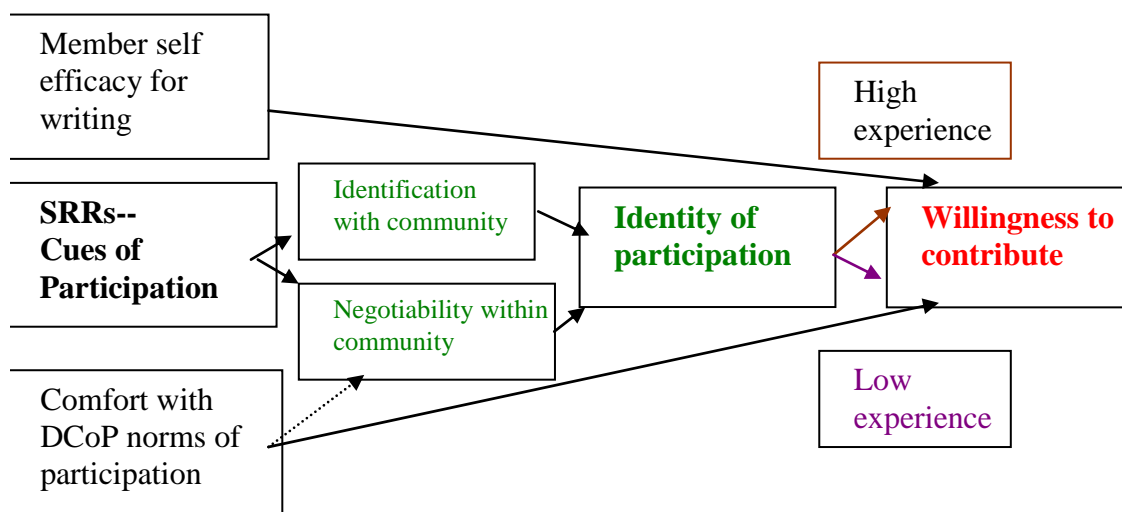 Member self
efficacy for
writing
High
experience
SRRs--
Cues of
Participation
Identification
with community
Negotiability within
community
Identity of
participation
Willingness to
contribute
Comfort with
DCoP norms of
participation
Low
experience